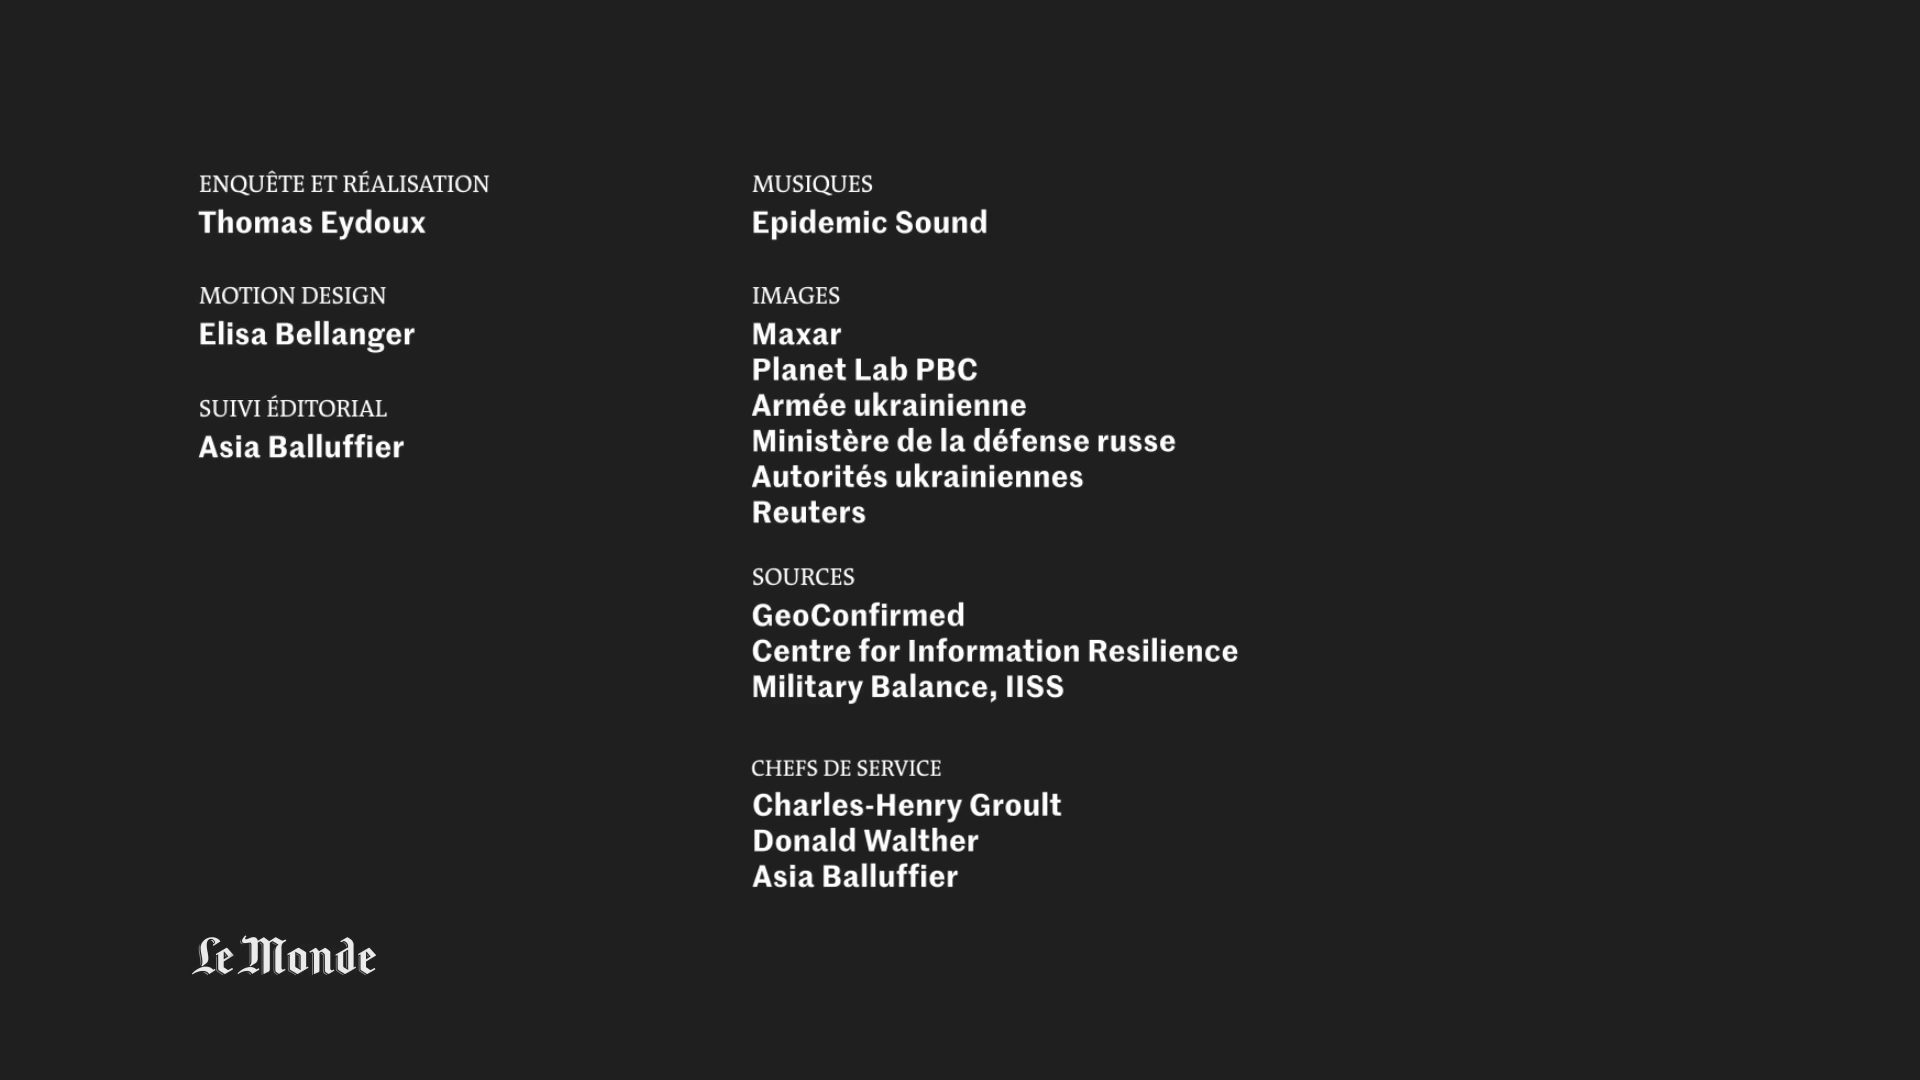 ENQUÊTE ET RÉALISATION
Thomas Eydoux
MOTION DESIGN
Elisa Bellanger
SUIVI ÉDITORIAL
Asia Balluffier
MUSIQUES
Epidemic Sound
IMAGES
Maxar
Planet Lab PBC
Armée ukrainienne
Ministère de la défense russe
Autorités ukrainiennes
Reuters
SOURCES
GeoConfirmed
Centre for Information Resilience
Military Balance, IISS
CHEFS DE SERVICE
Charles-Henry Groult
Donald Walther
Asia Balluffier
Le Monde